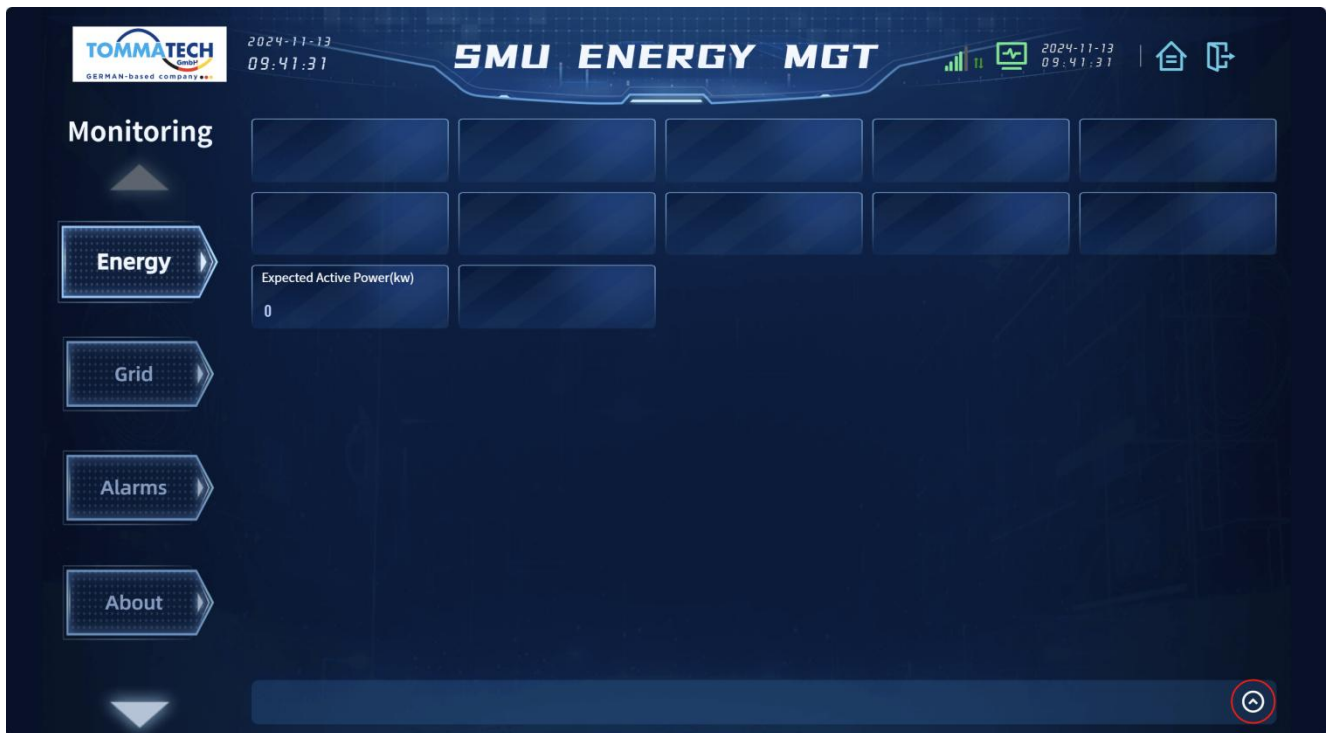 TOMMATECH
GmbH
GERMAN-based company
2024-11-13
09:41:31
SMU ENERGY MGT
2024-11-13
09:41:31
Monitoring
Energy
Expected Active Power(kw)
0
Grid
Alarms
About